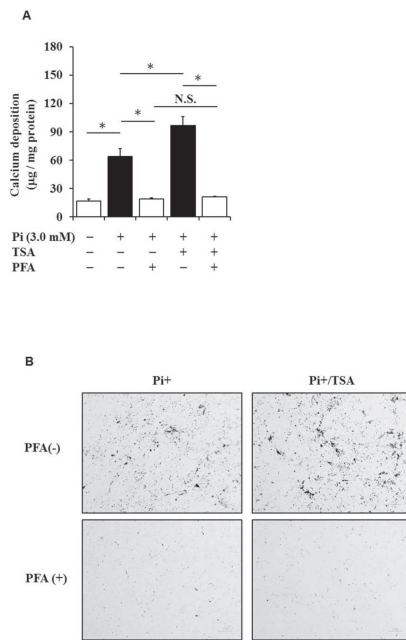 A
180
150
120
90
60
30
0
Calcium deposition
(μg / mg protein)
*
*
*
*
N.S.
Pi (3.0 mM) – + + + +
TSA – – – + +
PFA – – + – +
B
Pi+ Pi+/TSA
PFA(-)
PFA (+)